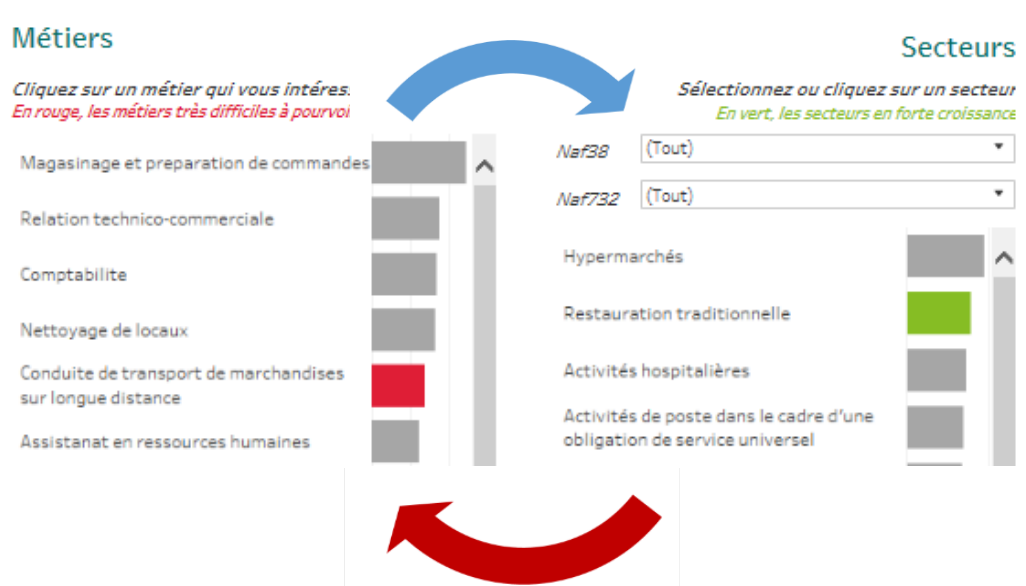 Métiers
Cliquez sur un métier qui vous intéres.
En rouge, les métiers très difficiles à pourvoi
Magasinage et preparation de commandes
Relation technico-commerciale
Comptabilite
Nettoyage de locaux
Conduite de transport de marchandises
sur longue distance
Assistanat en ressources humaines
Secteurs
Sélectionnez ou cliquez sur un secteur
En vert, les secteurs en forte croissance
Naf38 (Tout)
Naf732 (Tout)
Hypermarchés
Restauration traditionnelle
Activités hospitalières
Activités de poste dans le cadre d'une
obligation de service universel